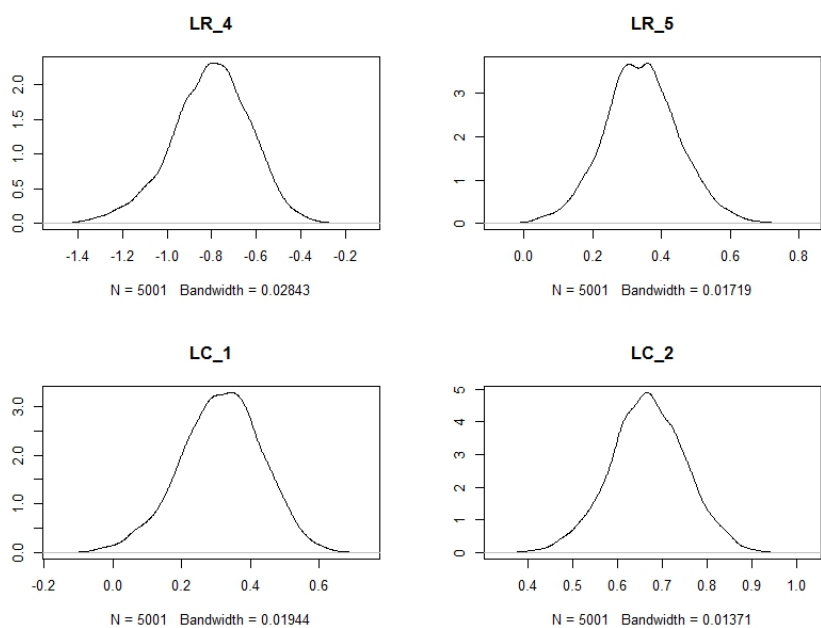 LR_4
LR_5
2.0
1.5
1.0
0.5
0.0
-1.4 -1.2 -1.0 -0.8 -0.6 -0.4 -0.2
N = 5001 Bandwidth = 0.02843
3
2
1
0
0.0 0.2 0.4 0.6 0.8
N = 5001 Bandwidth = 0.01719
LC_1
LC_2
3.0
2.0
1.0
0.0
-0.2 0.0 0.2 0.4 0.6
N = 5001 Bandwidth = 0.01944
5
4
3
2
1
0
0.4 0.5 0.6 0.7 0.8 0.9 1.0
N = 5001 Bandwidth = 0.01371